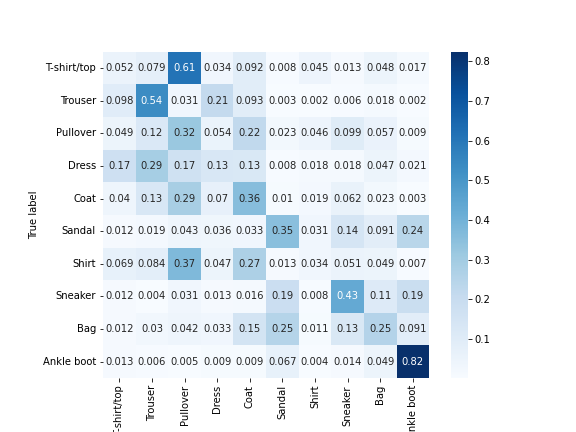 T-shirt/top 0.052 0.079 0.61 0.034 0.092 0.008 0.045 0.013 0.048 0.017
Trouser 0.098 0.54 0.031 0.21 0.093 0.003 0.002 0.006 0.018 0.002
Pullover 0.049 0.12 0.32 0.054 0.22 0.023 0.046 0.099 0.057 0.009
Dress 0.17 0.29 0.17 0.13 0.13 0.008 0.018 0.018 0.047 0.021
Coat 0.04 0.13 0.29 0.07 0.36 0.01 0.019 0.062 0.023 0.003
Sandal 0.012 0.019 0.043 0.036 0.033 0.35 0.031 0.14 0.091 0.24
Shirt 0.069 0.084 0.37 0.047 0.27 0.013 0.034 0.051 0.049 0.007
Sneaker 0.012 0.004 0.031 0.013 0.016 0.19 0.008 0.43 0.11 0.19
Bag 0.012 0.03 0.042 0.033 0.15 0.25 0.011 0.13 0.25 0.091
Ankle boot 0.013 0.006 0.005 0.009 0.009 0.067 0.004 0.014 0.049 0.82
True label
-shirt/top
Trouser
Pullover
Dress
Coat
Sandal
Shirt
Sneaker
Bag
nkle boot
0.8
0.7
0.6
0.5
0.4
0.3
0.2
0.1